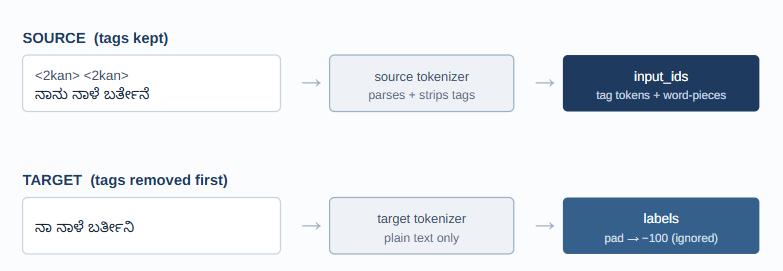 SOURCE (tags kept)
<2kan> <2kan>
ನಾನು ನಾಳೆ ಬರ್ತೇನೆ
→
source tokenizer
parses + strips tags
→
input_ids
tag tokens + word-pieces
TARGET (tags removed first)
ನಾ ನಾಳೆ ಬರ್ತೀನಿ
→
target tokenizer
plain text only
→
labels
pad → −100 (ignored)